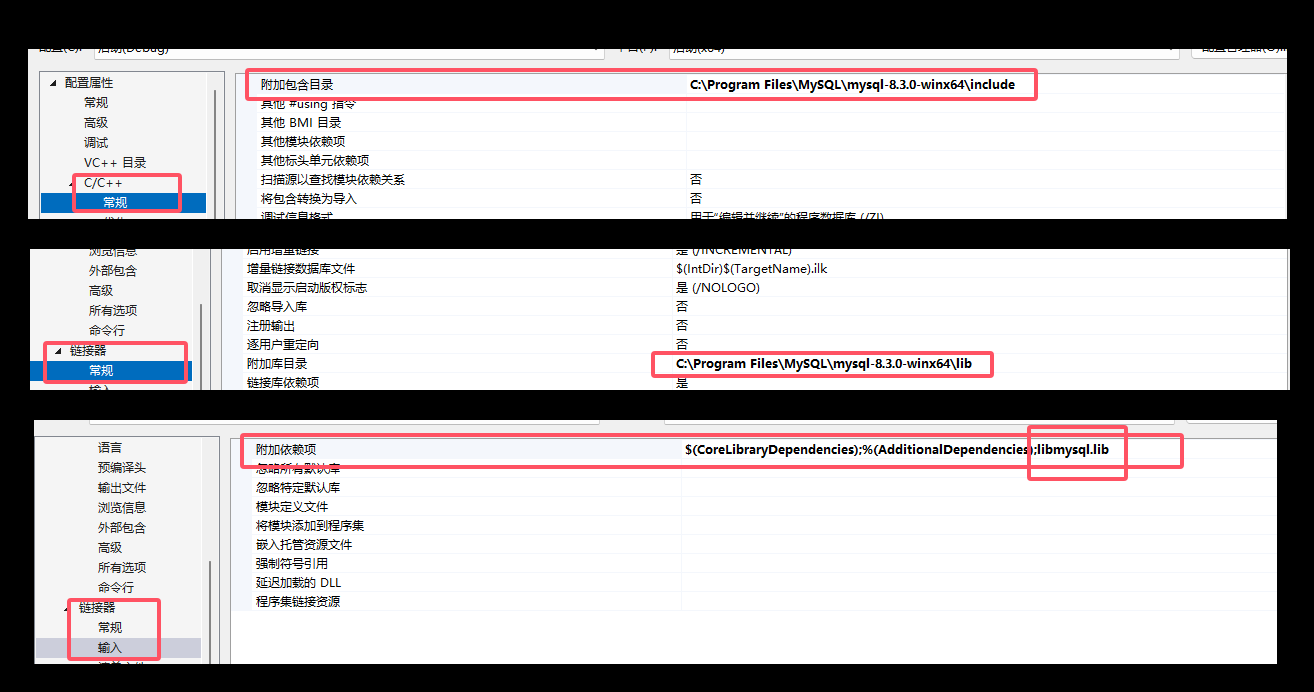 配置属性
常规
高级
调试
VC++ 目录
C/C++
常规
附加包含目录 C:\Program Files\MySQL\mysql-8.3.0-winx64\include
其他 #using 指令
其他 BMI 目录
其他模块依赖项
其他标头单元依赖项
扫描源以查找模块依赖关系 否
将包含转换为导入 否
调试信息格式 用于“编辑并继续”的程序数据库 (/ZI)
浏览信息
外部包含
高级
所有选项
命令行
链接器
常规
输入
启用增量链接 是 (/INCREMENTAL)
增量链接数据库文件 $(IntDir)$(TargetName).ilk
取消显示启动版权标志 是 (/NOLOGO)
忽略导入库 否
注册输出 否
逐用户重定向 否
附加库目录 C:\Program Files\MySQL\mysql-8.3.0-winx64\lib
链接库依赖项 是
语言
预编译头
输出文件
浏览信息
外部包含
高级
所有选项
命令行
链接器
常规
输入
附加依赖项 $(CoreLibraryDependencies);%(AdditionalDependencies);libmysql.lib
忽略所有默认库
忽略特定默认库
模块定义文件
将模块添加到程序集
嵌入托管资源文件
强制符号引用
延迟加载的 DLL
程序集链接资源